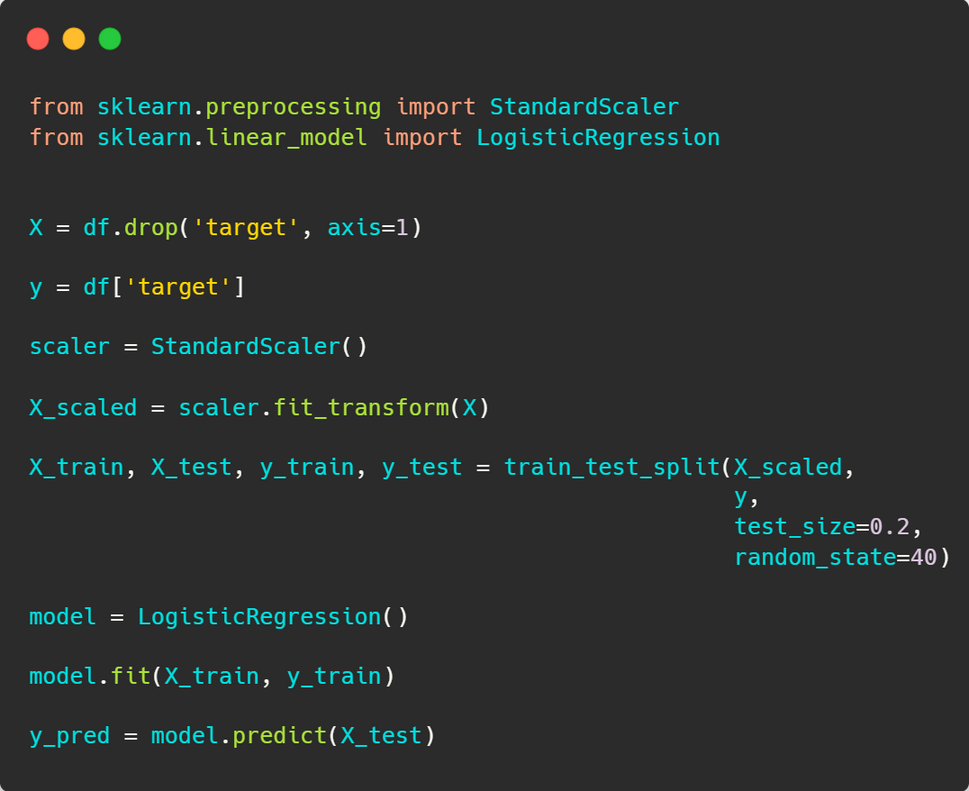 from sklearn.preprocessing import StandardScaler
from sklearn.linear_model import LogisticRegression
X = df.drop('target', axis=1)
y = df['target']
scaler = StandardScaler()
X_scaled = scaler.fit_transform(X)
X_train, X_test, y_train, y_test = train_test_split(X_scaled,
y,
test_size=0.2,
random_state=40)
model = LogisticRegression()
model.fit(X_train, y_train)
y_pred = model.predict(X_test)